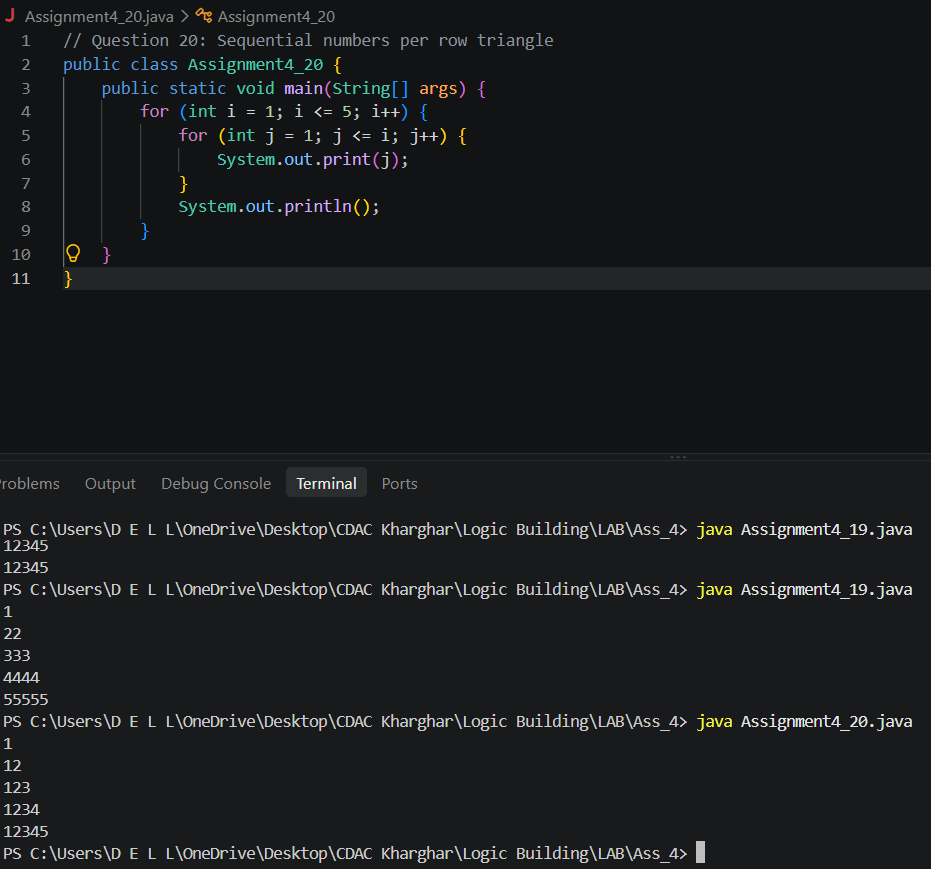 Assignment4_20.java > Assignment4_20
1 // Question 20: Sequential numbers per row triangle
2 public class Assignment4_20 {
3     public static void main(String[] args) {
4         for (int i = 1; i <= 5; i++) {
5             for (int j = 1; j <= i; j++) {
6                 System.out.print(j);
7             }
8             System.out.println();
9         }
10     }
11 }
roblems Output Debug Console Terminal Ports
PS C:\Users\D E L L\OneDrive\Desktop\CDAC Kharghar\Logic Building\LAB\Ass_4> java Assignment4_19.java
12345
12345
PS C:\Users\D E L L\OneDrive\Desktop\CDAC Kharghar\Logic Building\LAB\Ass_4> java Assignment4_19.java
1
22
333
4444
55555
PS C:\Users\D E L L\OneDrive\Desktop\CDAC Kharghar\Logic Building\LAB\Ass_4> java Assignment4_20.java
1
12
123
1234
12345
PS C:\Users\D E L L\OneDrive\Desktop\CDAC Kharghar\Logic Building\LAB\Ass_4>